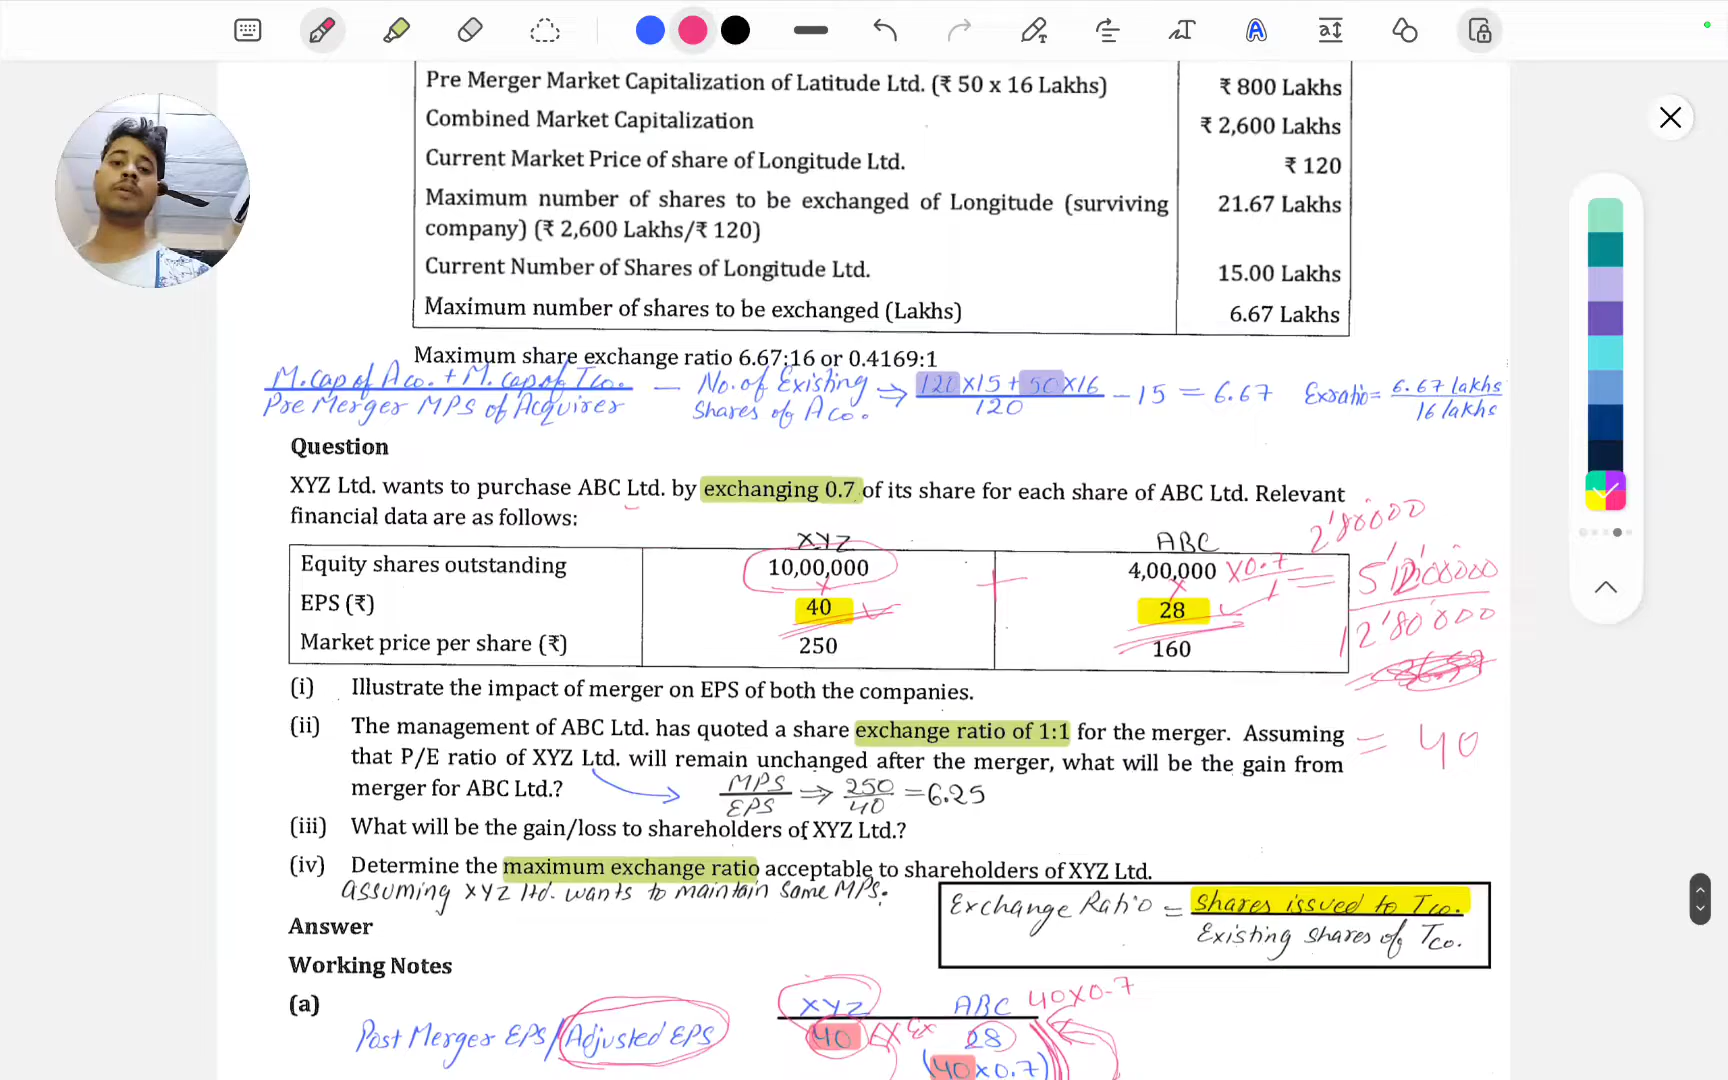 Pre Merger Market Capitalization of Latitude Ltd. (₹ 50 x 16 Lakhs) ₹ 800 Lakhs
Combined Market Capitalization ₹ 2,600 Lakhs
Current Market Price of share of Longitude Ltd. ₹ 120
Maximum number of shares to be exchanged of Longitude (surviving 21.67 Lakhs
company) (₹ 2,600 Lakhs/₹ 120)
Current Number of Shares of Longitude Ltd. 15.00 Lakhs
Maximum number of shares to be exchanged (Lakhs) 6.67 Lakhs
Maximum share exchange ratio 6.67:16 or 0.4169:1
M.Cap of A co. + M. cap of T co. — No. of Existing ⇒ 120 x 15 + 50 x 16 - 15 = 6.67 Ex ratio = 6.67 lakhs
Pre Merger MPS of Acquirer Shares of A co. 120 16 lakhs
Question
XYZ Ltd. wants to purchase ABC Ltd. by exchanging 0.7 of its share for each share of ABC Ltd. Relevant
financial data are as follows:
2'80000
XYZ ABC
Equity shares outstanding 10,00,000 + 4,00,000 x 0.7 =
x x 1
EPS (₹) 40 28 12'80'000
Market price per share (₹) 250 160
(i) Illustrate the impact of merger on EPS of both the companies.
(ii) The management of ABC Ltd. has quoted a share exchange ratio of 1:1 for the merger. Assuming = 40
that P/E ratio of XYZ Ltd. will remain unchanged after the merger, what will be the gain from
merger for ABC Ltd.? MPS ⇒ 250 = 6.25
EPS 40
(iii) What will be the gain/loss to shareholders of XYZ Ltd.?
(iv) Determine the maximum exchange ratio acceptable to shareholders of XYZ Ltd.
assuming XYZ ltd. wants to maintain same MPS.
Exchange Ratio = Shares issued to T co.
Existing shares of T co.
Answer
Working Notes
(a) XYZ ABC 40x0.7
Post Merger EPS/Adjusted EPS 40 Ex 28
(40 x 0.7)